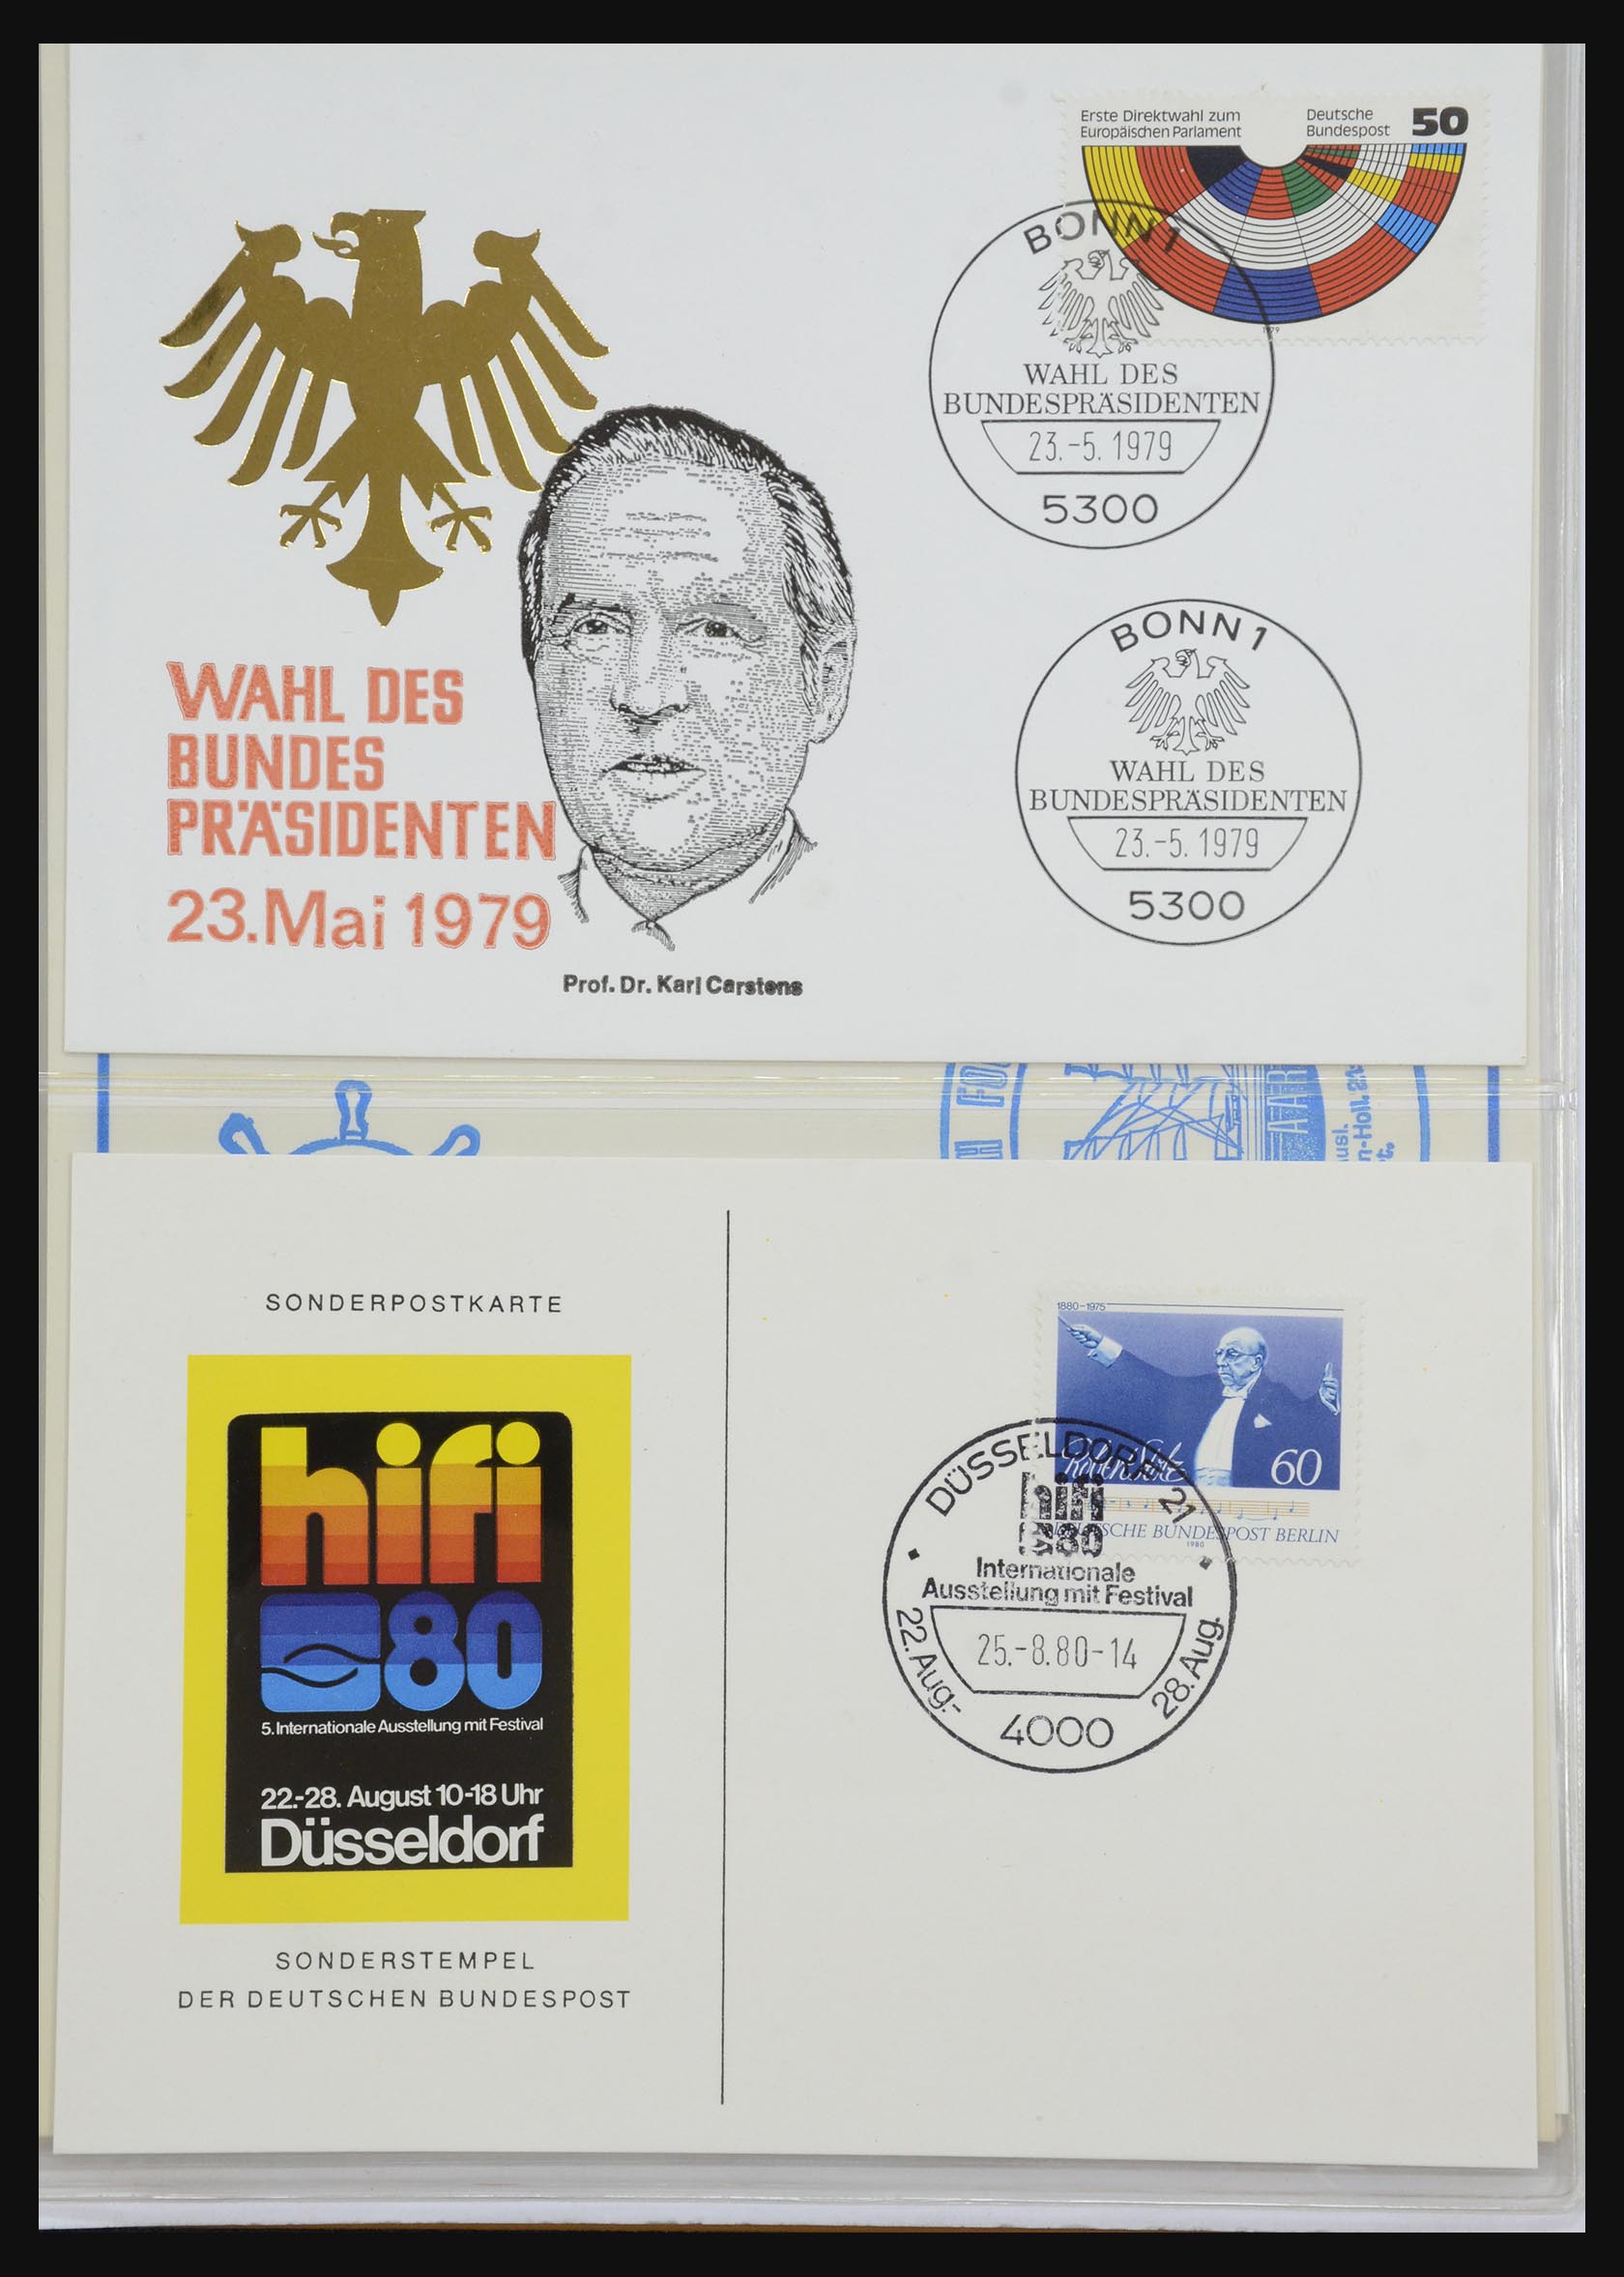 Erste Direktwahl zum
Europäischen Parlament
Deutsche
Bundespost
50
1979
BONN 1
WAHL DES
BUNDESPRÄSIDENTEN
23.-5.1979
5300
BONN 1
WAHL DES
BUNDESPRÄSIDENTEN
23.-5.1979
5300
WAHL DES
BUNDES
PRÄSIDENTEN
23.Mai 1979
Prof. Dr. Karl Carstens
SONDERPOSTKARTE
hifi
80
5. Internationale Ausstellung mit Festival
22.-28. August 10-18 Uhr
Düsseldorf
SONDERSTEMPEL
DER DEUTSCHEN BUNDESPOST
1880-1975
Robert Stolz
60
DEUTSCHE BUNDESPOST BERLIN
1980
DÜSSELDORF 21
hifi
80
Internationale
Ausstellung mit Festival
25.-8.80-14
22. Aug.-
28. Aug.
4000